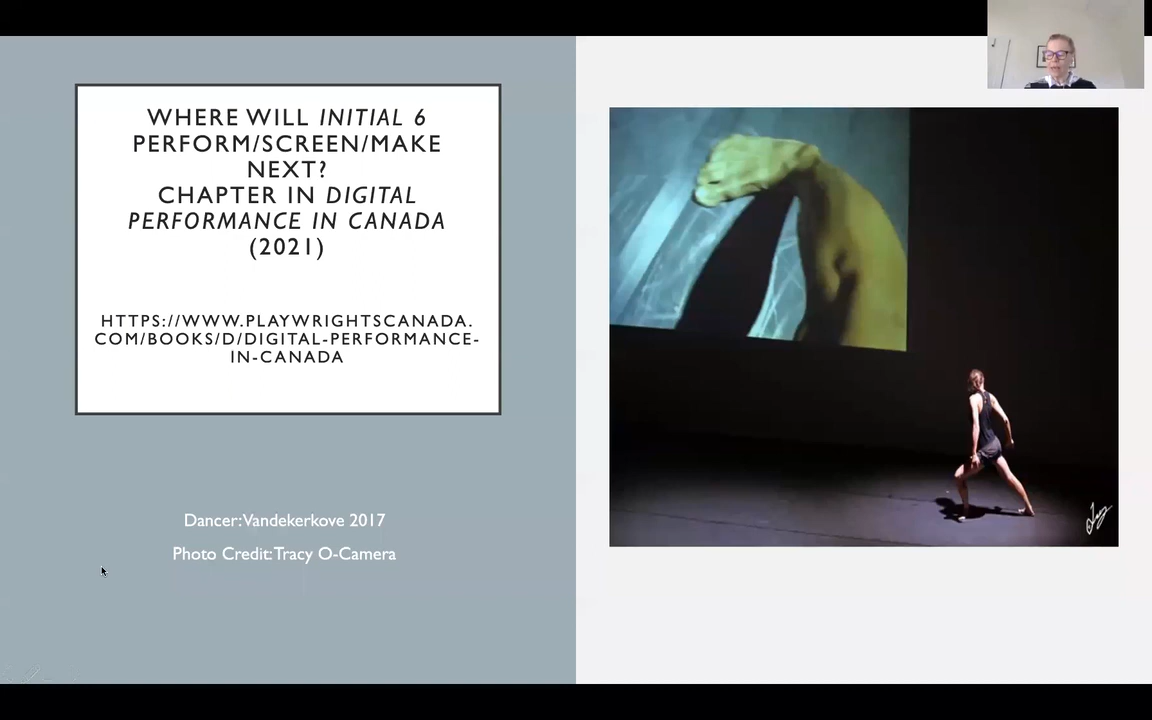 WHERE WILL INITIAL 6
PERFORM/SCREEN/MAKE
NEXT?
CHAPTER IN DIGITAL
PERFORMANCE IN CANADA
(2021)
HTTPS://WWW.PLAYWRIGHTSCANADA.
COM/BOOKS/D/DIGITAL-PERFORMANCE-
IN-CANADA
Dancer:Vandekerkove 2017
Photo Credit:Tracy O-Camera